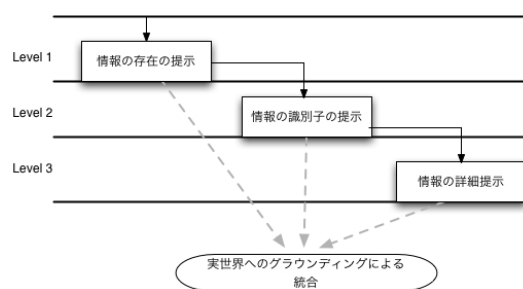 Level 1
情報の存在の提示
Level 2
情報の識別子の提示
Level 3
情報の詳細提示
実世界へのグラウンディングによる
統合